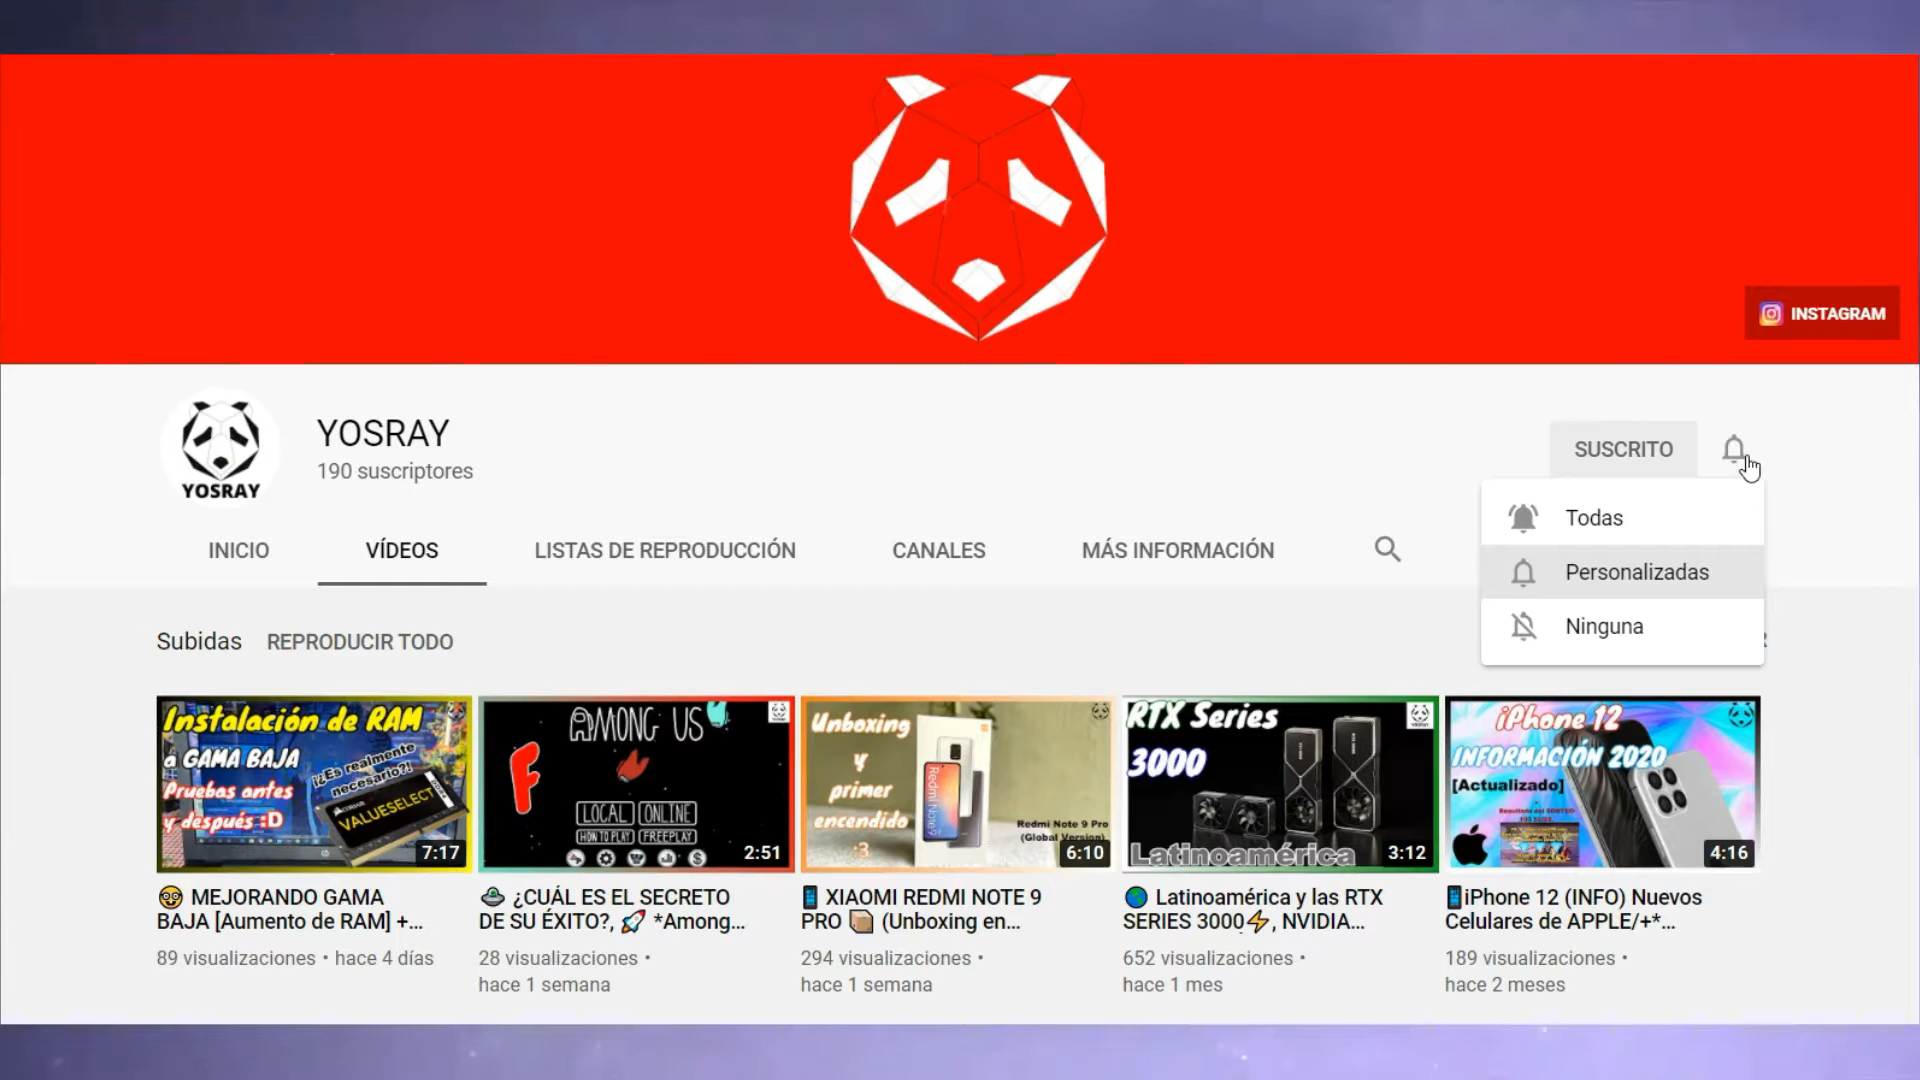 INSTAGRAM
YOSRAY
YOSRAY
190 suscriptores
SUSCRITO
Todas
Personalizadas
Ninguna
INICIO
VÍDEOS
LISTAS DE REPRODUCCIÓN
CANALES
MÁS INFORMACIÓN
Subidas
REPRODUCIR TODO
Instalación de RAM
a GAMA BAJA
¡¿Es realmente
necesario?!
Pruebas antes
y después :D
CORSAIR
VALUESELECT
7:17
AMONG US
F
LOCAL
ONLINE
HOW TO PLAY
FREEPLAY
2:51
Unboxing
y
primer
encendido
:3
Redmi Note 9
Redmi Note 9 Pro
(Global Version)
6:10
RTX Series
3000
Latinoamérica
3:12
iPhone 12
INFORMACIÓN 2020
[Actualizado]
4:16
🤓 MEJORANDO GAMA
BAJA [Aumento de RAM] +...
89 visualizaciones • hace 4 días
🛸 ¿CUÁL ES EL SECRETO
DE SU ÉXITO?, 🚀 *Among...
28 visualizaciones •
hace 1 semana
📱 XIAOMI REDMI NOTE 9
PRO 📦 (Unboxing en...
294 visualizaciones •
hace 1 semana
🌎 Latinoamérica y las RTX
SERIES 3000⚡, NVIDIA...
652 visualizaciones •
hace 1 mes
📱iPhone 12 (INFO) Nuevos
Celulares de APPLE/+*...
189 visualizaciones •
hace 2 meses